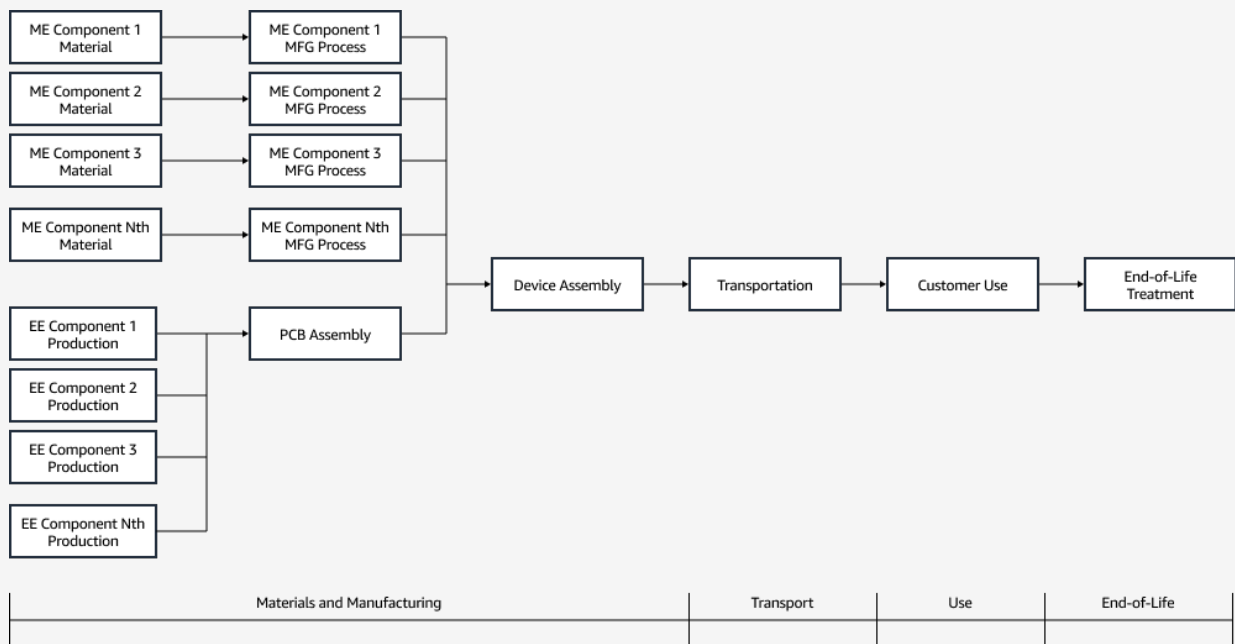 ME Component 1
Material
ME Component 1
MFG Process
ME Component 2
Material
ME Component 2
MFG Process
ME Component 3
Material
ME Component 3
MFG Process
ME Component Nth
Material
ME Component Nth
MFG Process
Device Assembly
Transportation
Customer Use
End-of-Life
Treatment
EE Component 1
Production
PCB Assembly
EE Component 2
Production
EE Component 3
Production
EE Component Nth
Production
Materials and Manufacturing
Transport
Use
End-of-Life